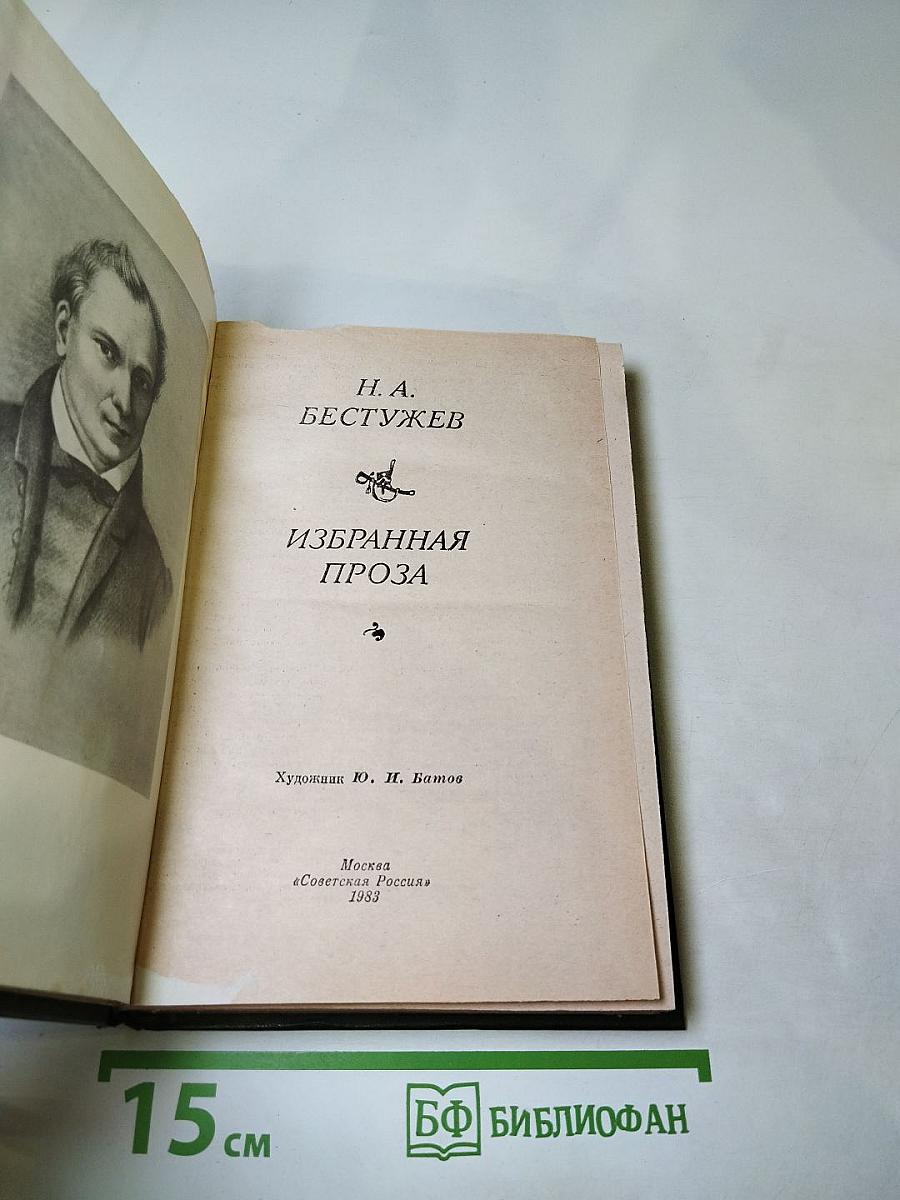 Н. А.
БЕСТУЖЕВ
ИЗБРАННАЯ
ПРОЗА
Художник Ю. И. Батов
Москва
«Советская Россия»
1983
15 см
БФ БИБЛИОФАН